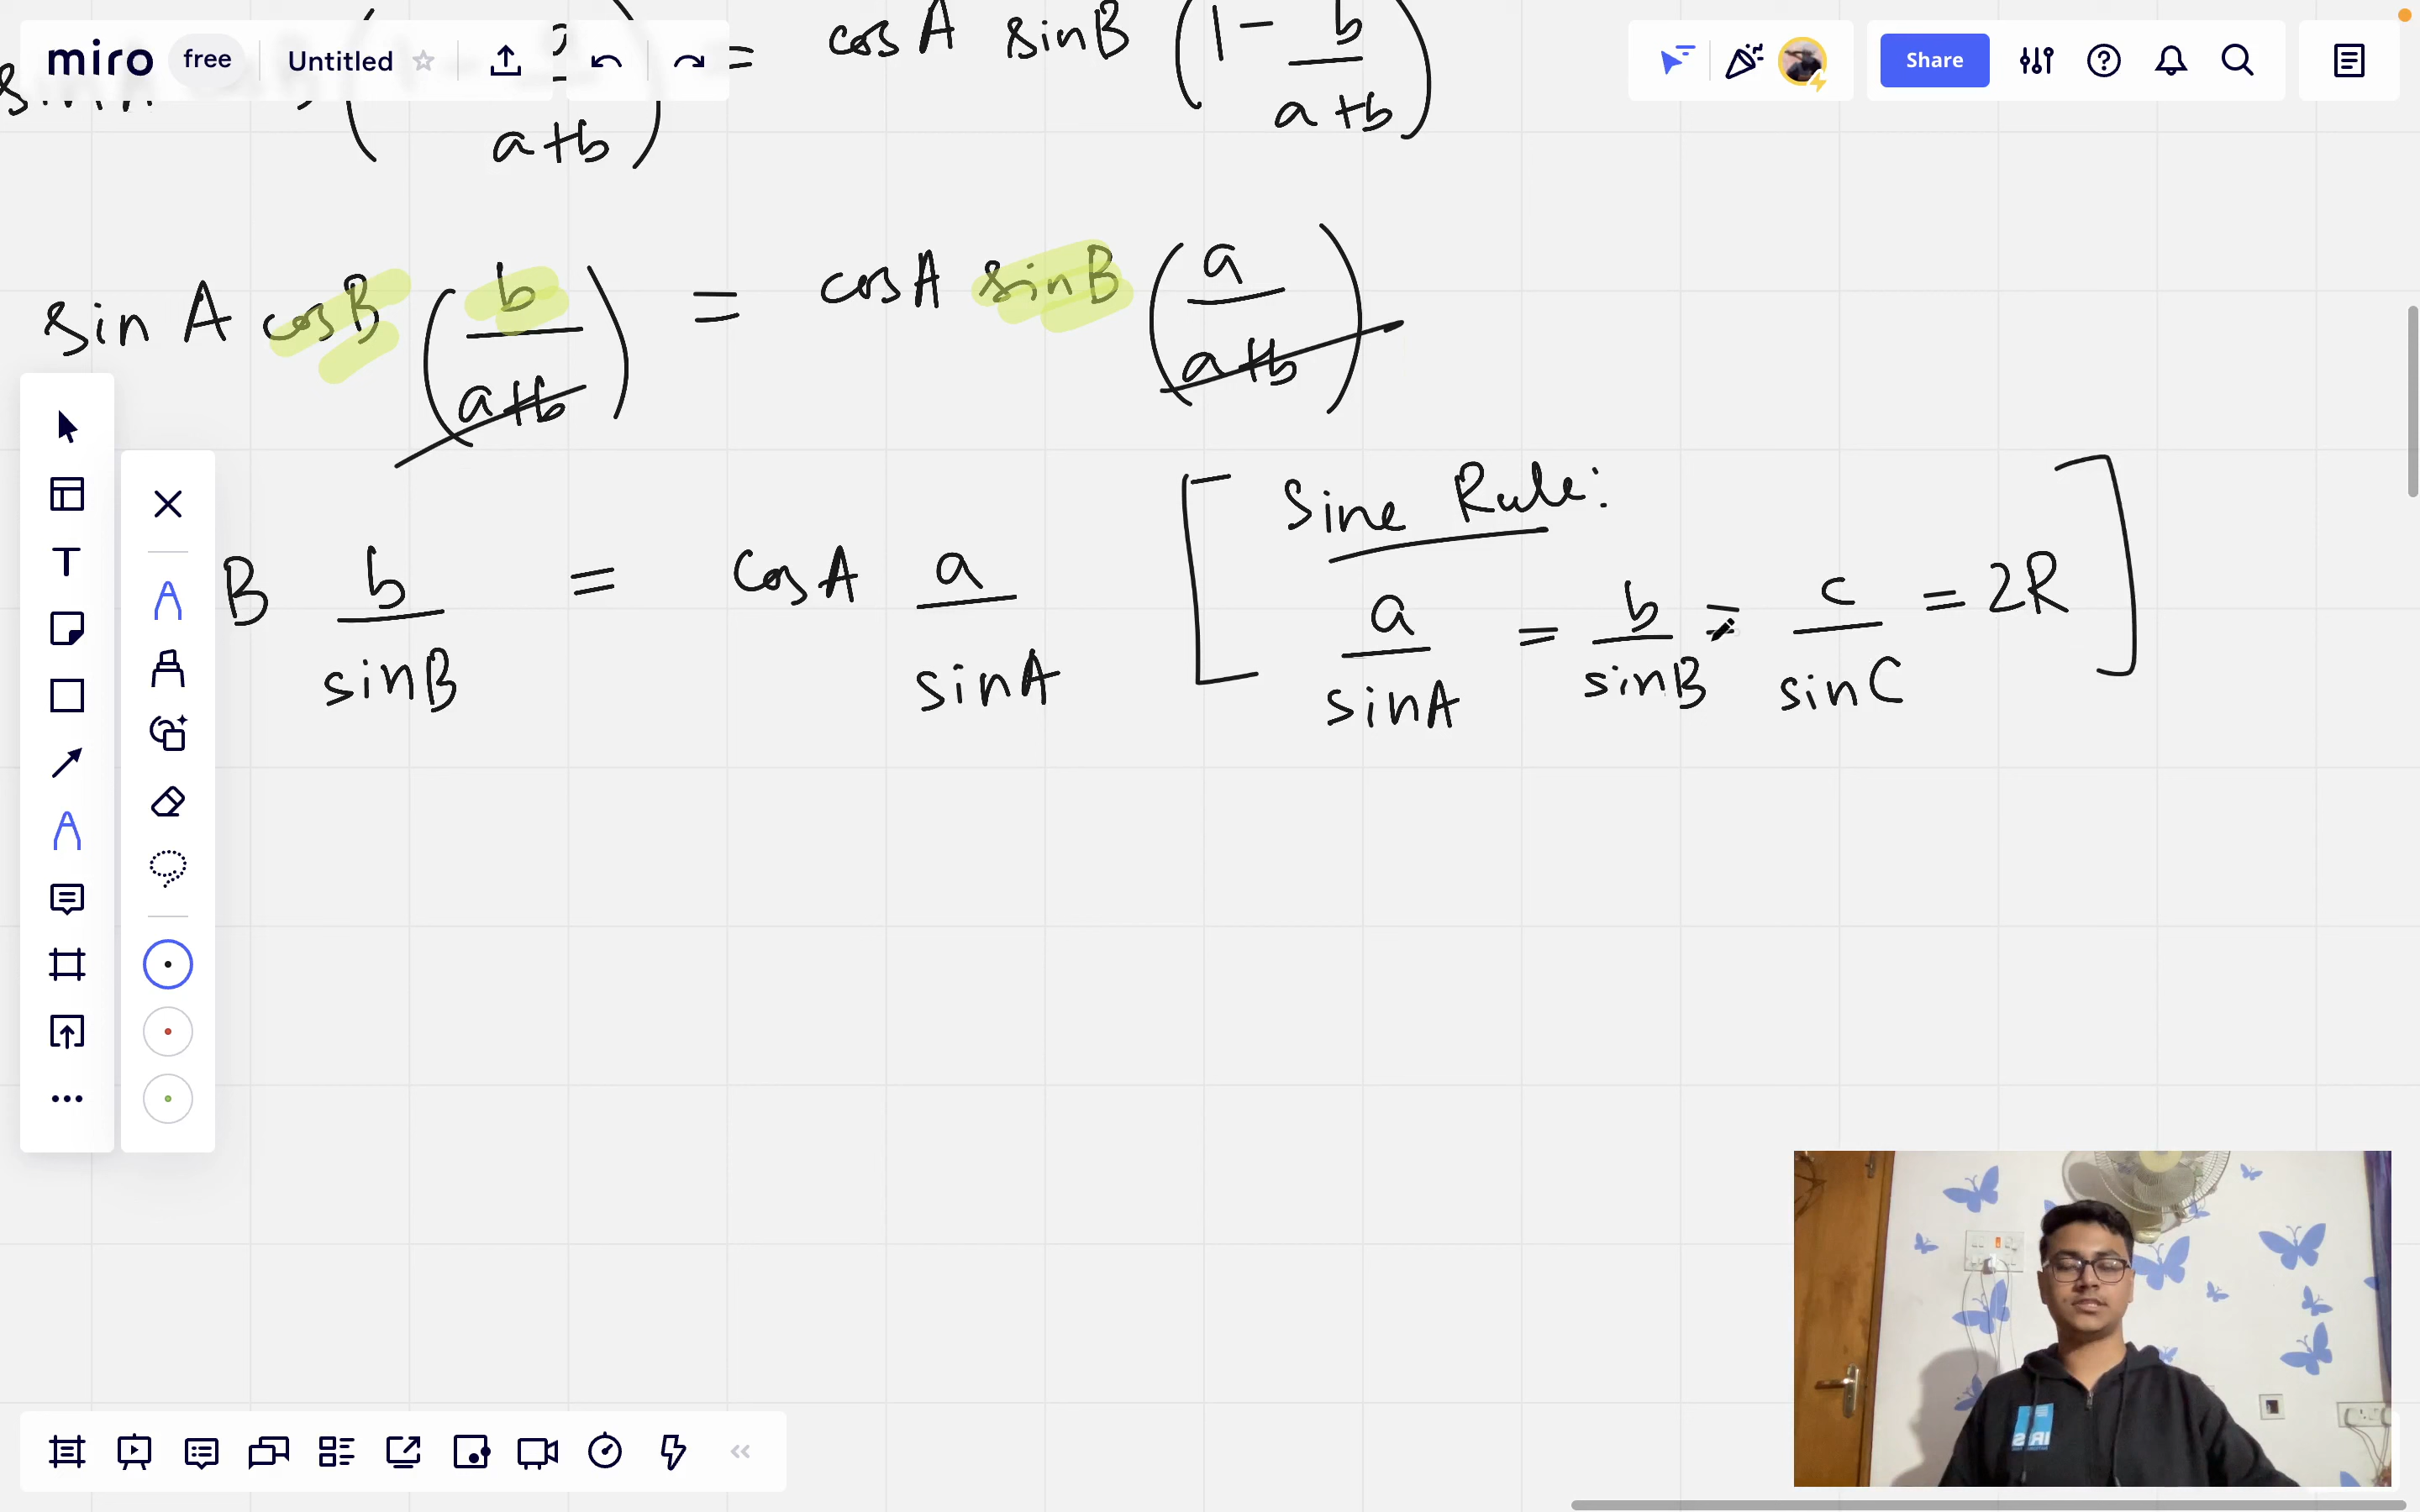 miro free Untitled Share
= cos A sinB (1 - b/(a+b))
a+b
sin A cosB (b/(a+b)) = cosA sinB (a/(a+b))
B b/sinB = CosA a/sinA
[Sine Rule:
a/sinA = b/sinB = c/sinC = 2R]